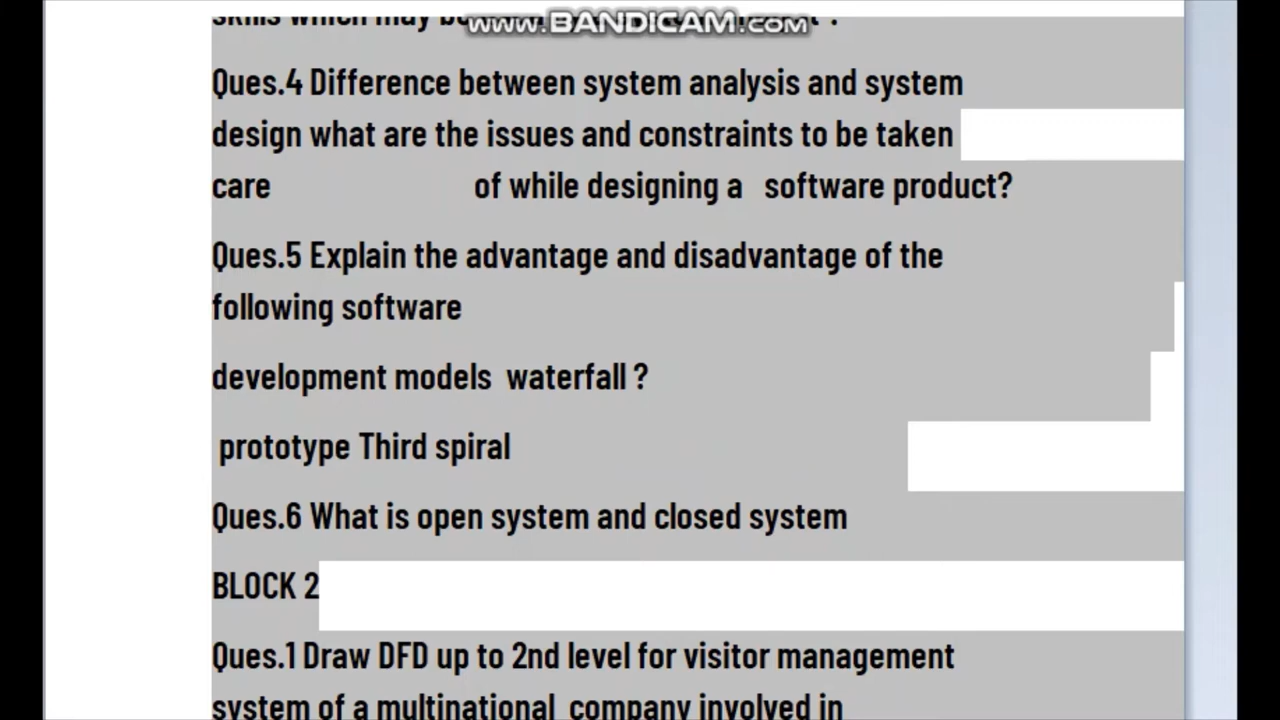 skills which may
www.BANDICAM.com
Ques.4 Difference between system analysis and system
design what are the issues and constraints to be taken
care of while designing a software product?
Ques.5 Explain the advantage and disadvantage of the
following software
development models waterfall ?
prototype Third spiral
Ques.6 What is open system and closed system
BLOCK 2
Ques.1 Draw DFD up to 2nd level for visitor management
system of a multinational company involved in